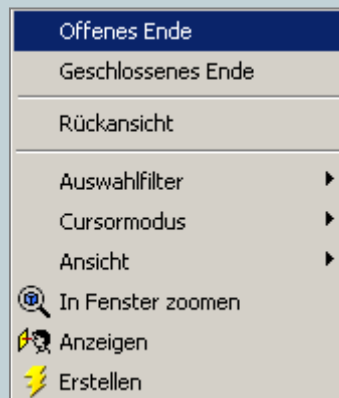 Offenes Ende
Geschlossenes Ende
Rückansicht
Auswahlfilter
Cursormodus
Ansicht
In Fenster zoomen
Anzeigen
Erstellen